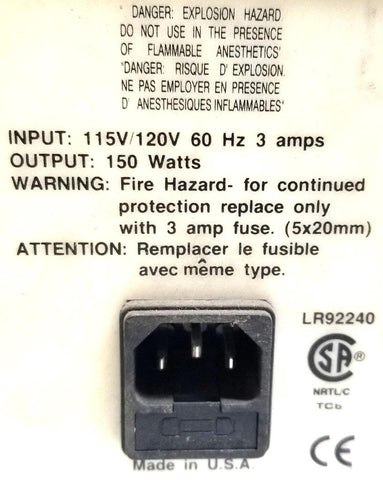 "DANGER: EXPLOSION HAZARD
DO NOT USE IN THE PRESENCE
OF FLAMMABLE ANESTHETICS"
"DANGER: RISQUE D' EXPLOSION
NE PAS EMPLOYER EN PRESENCE
D' ANESTHESIQUES INFLAMMABLES"
INPUT: 115V/120V 60 Hz 3 amps
OUTPUT: 150 Watts
WARNING: Fire Hazard- for continued
protection replace only
with 3 amp fuse. (5x20mm)
ATTENTION: Remplacer le fusible
avec même type.
LR92240
SA®
NRTL/C
TCb
CE
Made in U.S.A.